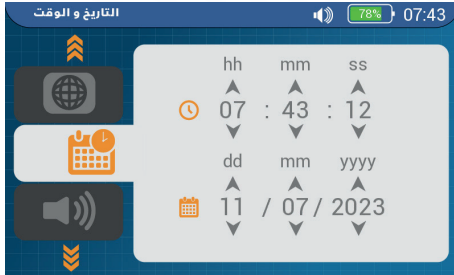 التاريخ و الوقت 78% 07:43
hh mm ss
07 : 43 : 12
dd mm yyyy
11 / 07 / 2023